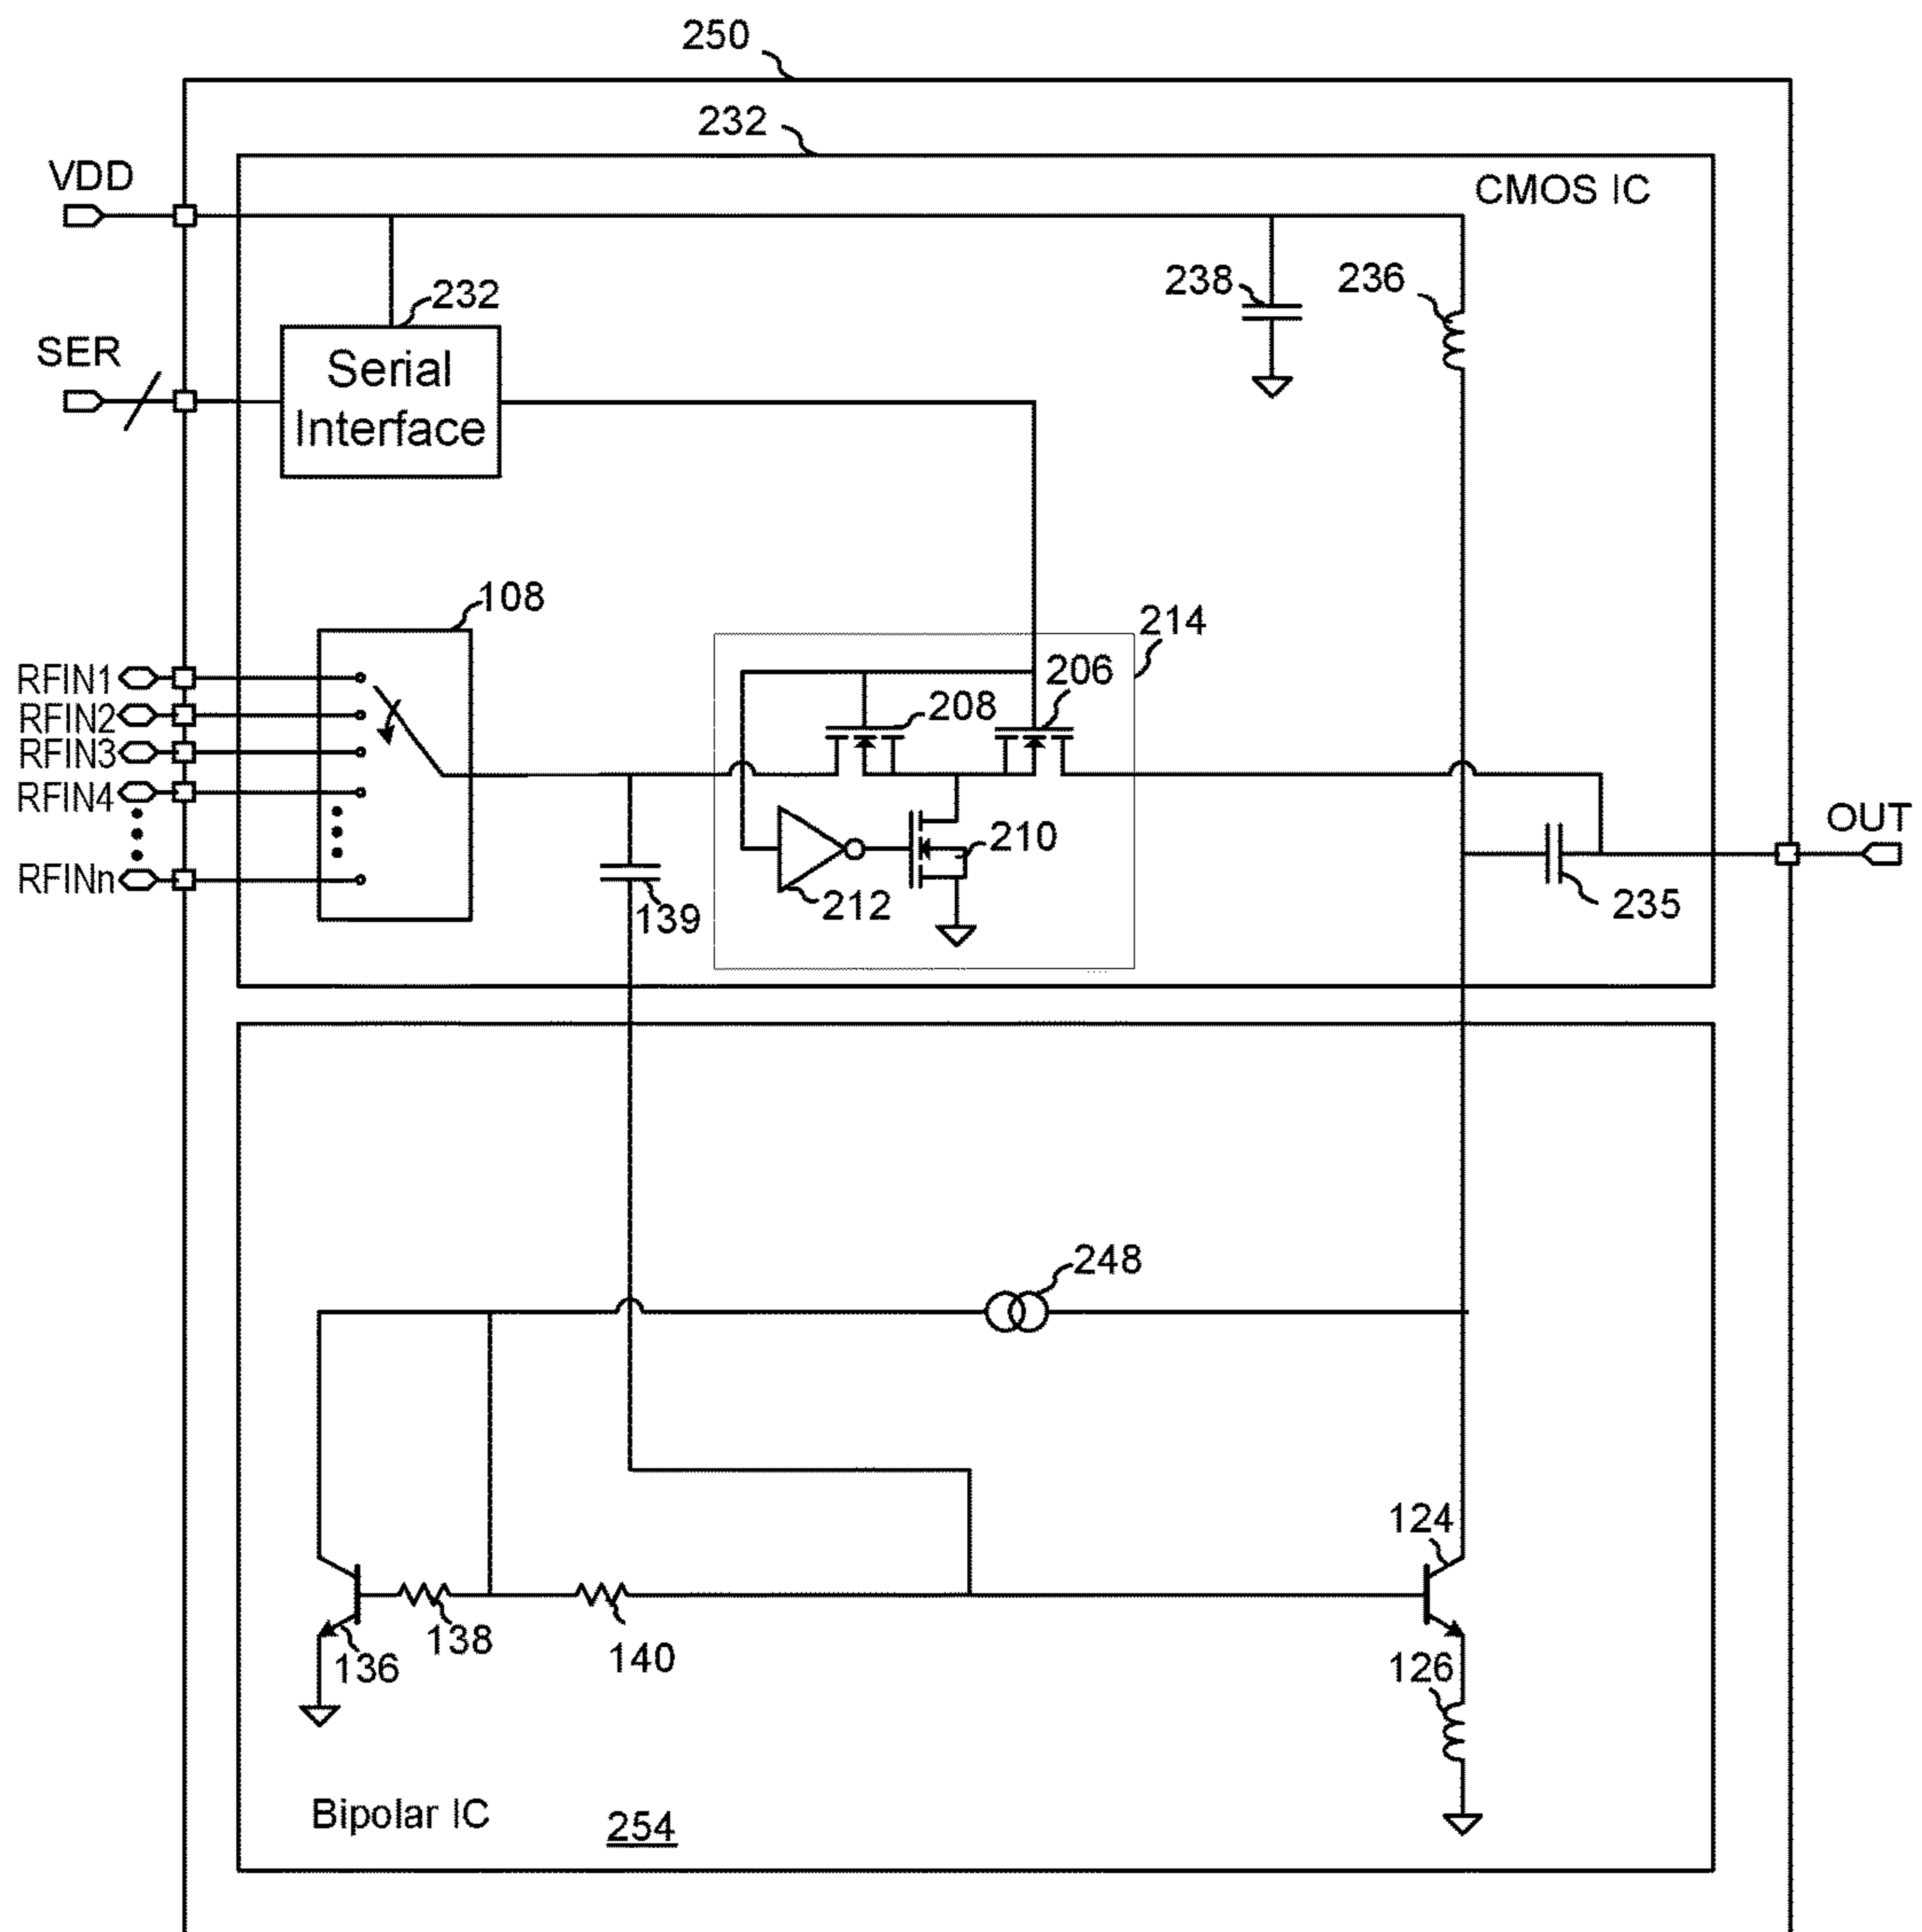 250
232
VDD
CMOS IC
238
236
232
SER
Serial
Interface
108
214
RFIN1
206
RFIN2
208
RFIN3
RFIN4
OUT
210
RFINn
212
139
235
248
124
138
136
140
126
Bipolar IC
254